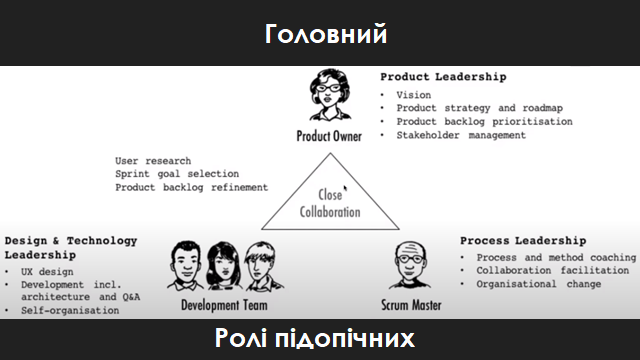 Головний
Product Leadership
• Vision
• Product strategy and roadmap
• Product backlog prioritisation
• Stakeholder management
Product Owner
User research
Sprint goal selection
Product backlog refinement
Close
Collaboration
Design & Technology
Leadership
• UX design
• Development incl.
architecture and Q&A
• Self-organisation
Development Team
Scrum Master
Process Leadership
• Process and method coaching
• Collaboration facilitation
• Organisational change
Ролі підопічних